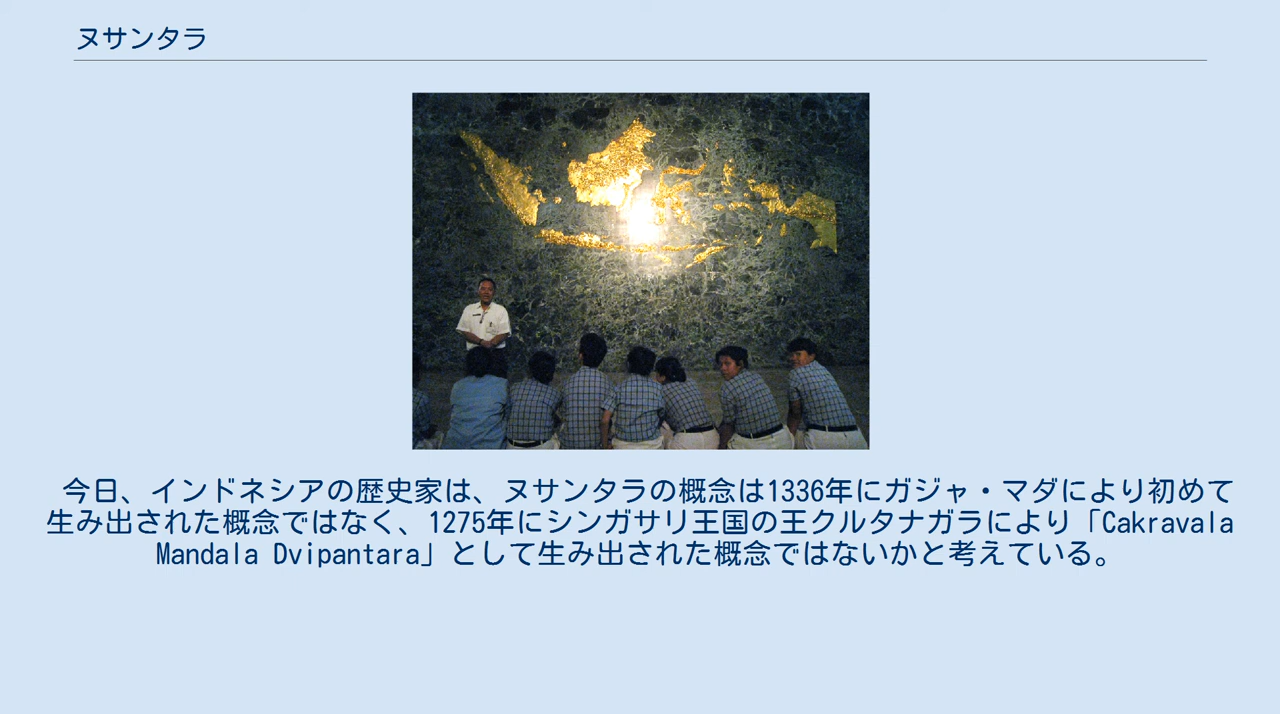 ヌサンタラ
今日、インドネシアの歴史家は、ヌサンタラの概念は1336年にガジャ・マダにより初めて
生み出された概念ではなく、1275年にシンガサリ王国の王クルタナガラにより「Cakravala
Mandala Dvipantara」として生み出された概念ではないかと考えている。